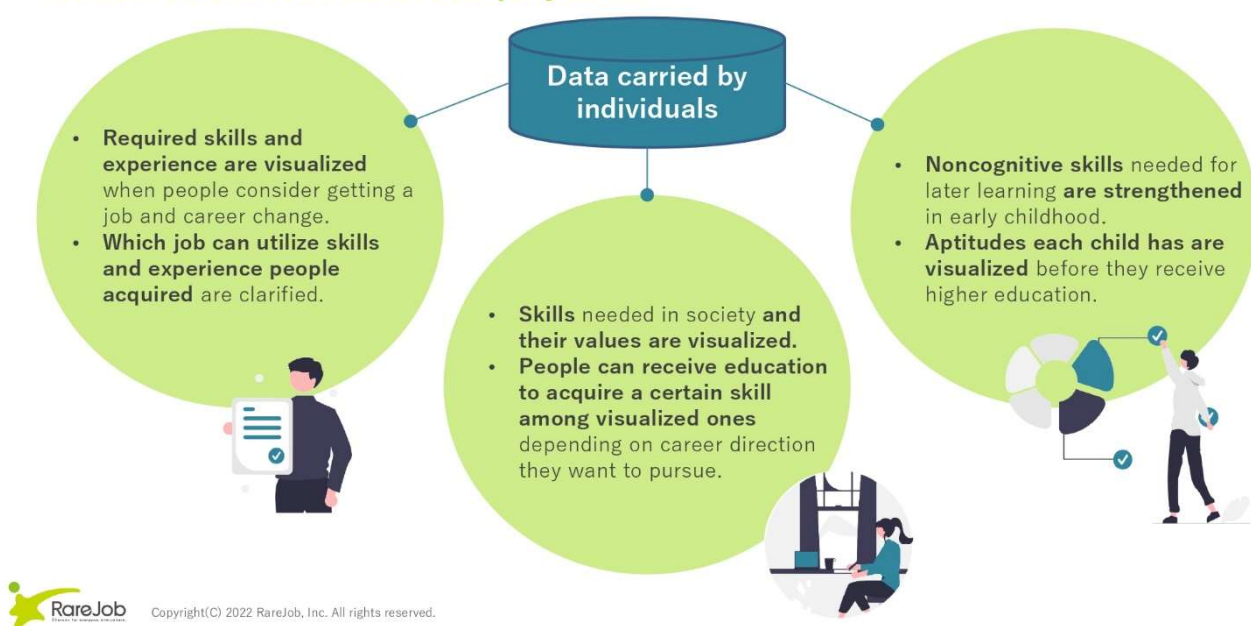 Data carried by
individuals
• Required skills and
experience are visualized
when people consider getting a
job and career change.
• Which job can utilize skills
and experience people
acquired are clarified.
• Skills needed in society and
their values are visualized.
• People can receive education
to acquire a certain skill
among visualized ones
depending on career direction
they want to pursue.
• Noncognitive skills needed for
later learning are strengthened
in early childhood.
• Aptitudes each child has are
visualized before they receive
higher education.
RareJob
Copyright(C) 2022 RareJob, Inc. All rights reserved.